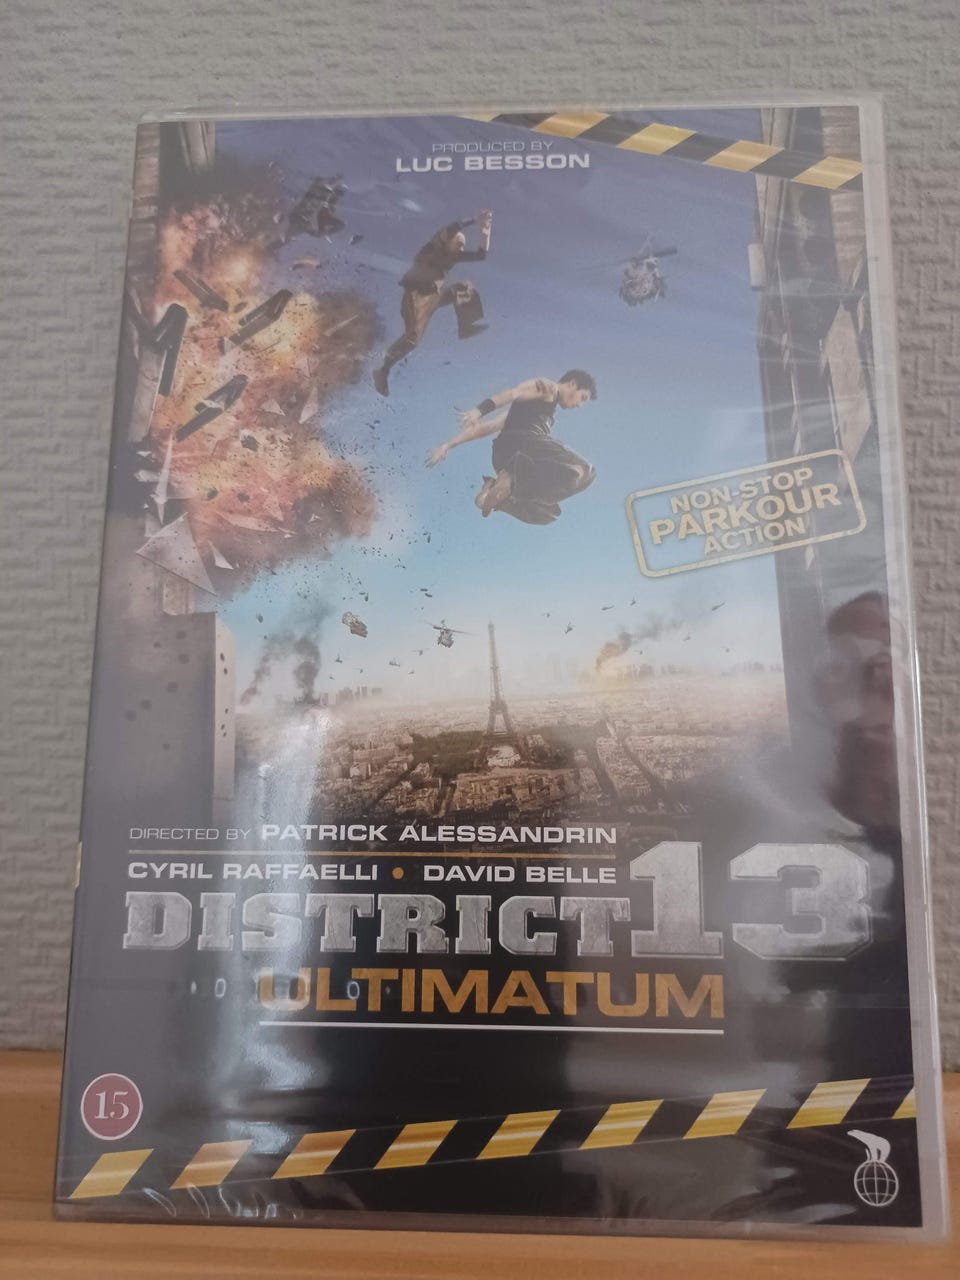 PRODUCED BY
LUC BESSON
NON-STOP
PARKOUR
ACTION
DIRECTED BY PATRICK ALESSANDRIN
CYRIL RAFFAELLI • DAVID BELLE
DISTRICT 13
ULTIMATUM
15